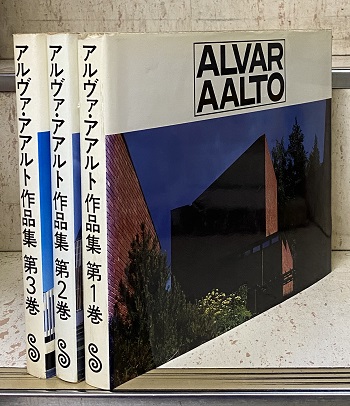 アルヴァ・アアルト作品集 第3巻
アルヴァ・アアルト作品集 第2巻
アルヴァ・アアルト作品集 第1巻
ALVAR
AALTO